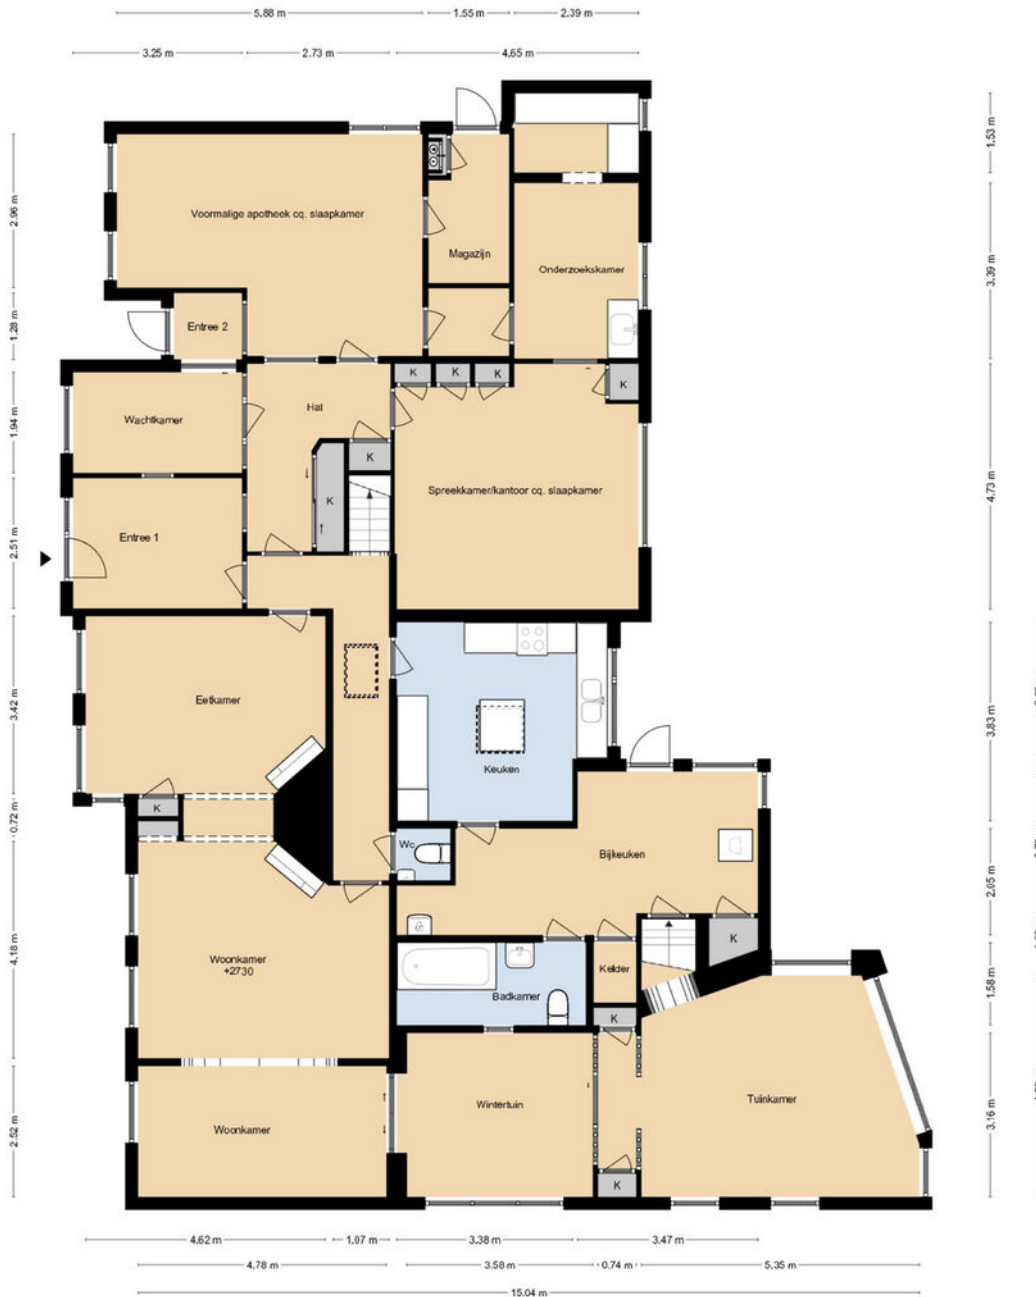 5.88 m
1.55 m
2.39 m
3.25 m
2.73 m
4.65 m
1.53 m
2.96 m
Voormalige apotheek cq. slaapkamer
Magazijn
Onderzoekskamer
3.39 m
1.28 m
Entree 2
K
K
K
K
Hal
Wachtkamer
1.94 m
K
K
Spreekkamer/kantoor cq. slaapkamer
4.73 m
2.51 m
Entree 1
3.42 m
Eetkamer
3.83 m
Keuken
0.72 m
K
Wc
Bijkeuken
2.05 m
K
4.18 m
Woonkamer
+2730
Kelder
1.58 m
Badkamer
K
Tuinkamer
Wintertuin
3.16 m
2.52 m
Woonkamer
K
4.62 m
1.07 m
3.38 m
3.47 m
4.78 m
3.58 m
0.74 m
5.35 m
15.04 m